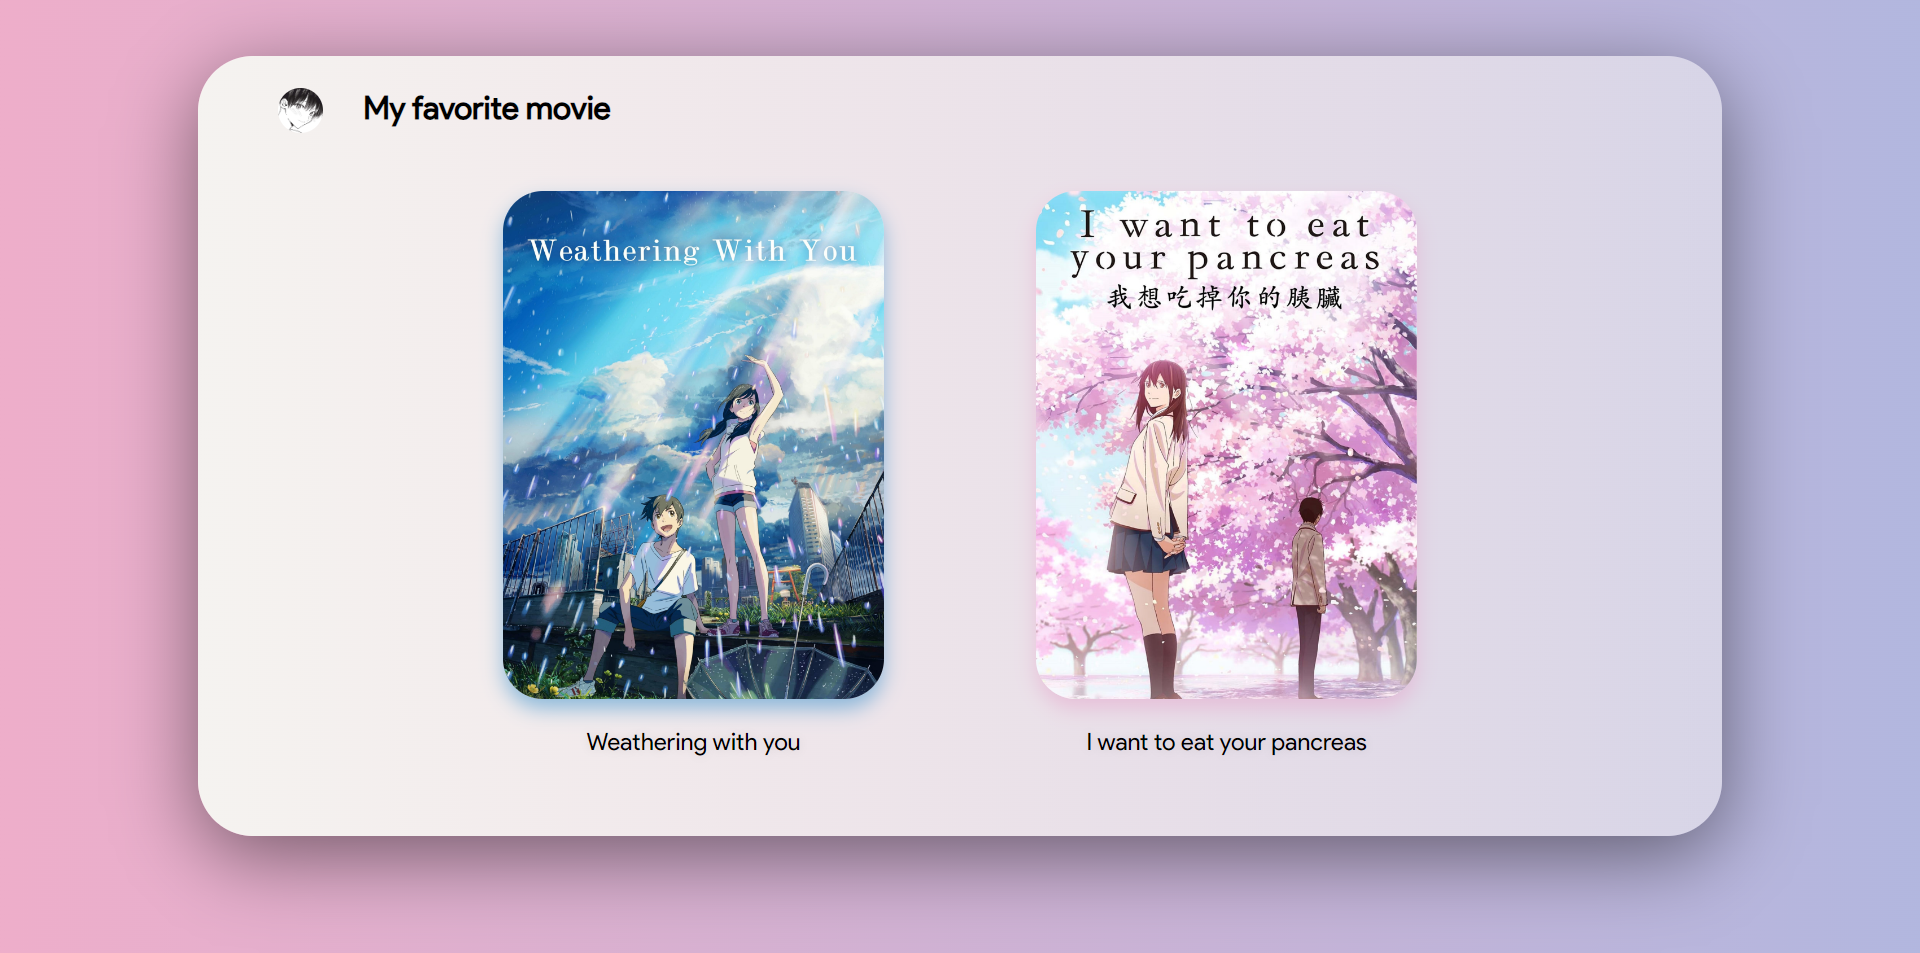 My favorite movie
Weathering With You
I want to eat
your pancreas
我想吃掉你的胰臟
Weathering with you
I want to eat your pancreas